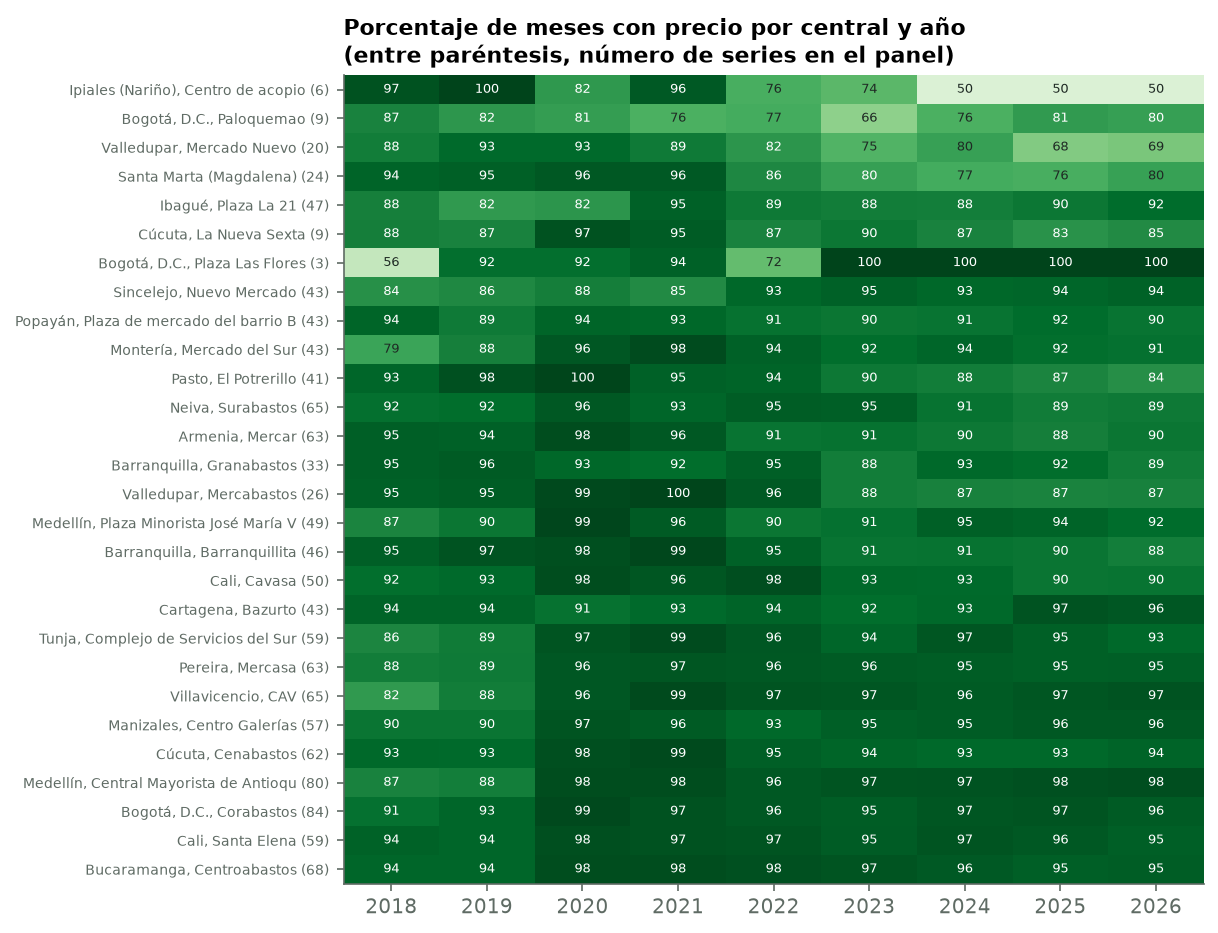 Porcentaje de meses con precio por central y año
(entre paréntesis, número de series en el panel)
Ipiales (Nariño), Centro de acopio (6) 97 100 82 96 76 74 50 50 50
Bogotá, D.C., Paloquemao (9) 87 82 81 76 77 66 76 81 80
Valledupar, Mercado Nuevo (20) 88 93 93 89 82 75 80 68 69
Santa Marta (Magdalena) (24) 94 95 96 96 86 80 77 76 80
Ibagué, Plaza La 21 (47) 88 82 82 95 89 88 88 90 92
Cúcuta, La Nueva Sexta (9) 88 87 97 95 87 90 87 83 85
Bogotá, D.C., Plaza Las Flores (3) 56 92 92 94 72 100 100 100 100
Sincelejo, Nuevo Mercado (43) 84 86 88 85 93 95 93 94 94
Popayán, Plaza de mercado del barrio B (43) 94 89 94 93 91 90 91 92 90
Montería, Mercado del Sur (43) 79 88 96 98 94 92 94 92 91
Pasto, El Potrerillo (41) 93 98 100 95 94 90 88 87 84
Neiva, Surabastos (65) 92 92 96 93 95 95 91 89 89
Armenia, Mercar (63) 95 94 98 96 91 91 90 88 90
Barranquilla, Granabastos (33) 95 96 93 92 95 88 93 92 89
Valledupar, Mercabastos (26) 95 95 99 100 96 88 87 87 87
Medellín, Plaza Minorista José María V (49) 87 90 99 96 90 91 95 94 92
Barranquilla, Barranquillita (46) 95 97 98 99 95 91 91 90 88
Cali, Cavasa (50) 92 93 98 96 98 93 93 90 90
Cartagena, Bazurto (43) 94 94 91 93 94 92 93 97 96
Tunja, Complejo de Servicios del Sur (59) 86 89 97 99 96 94 97 95 93
Pereira, Mercasa (63) 88 89 96 97 96 96 95 95 95
Villavicencio, CAV (65) 82 88 96 99 97 97 96 97 97
Manizales, Centro Galerías (57) 90 90 97 96 93 95 95 96 96
Cúcuta, Cenabastos (62) 93 93 98 99 95 94 93 93 94
Medellín, Central Mayorista de Antioqu (80) 87 88 98 98 96 97 97 98 98
Bogotá, D.C., Corabastos (84) 91 93 99 97 96 95 97 97 96
Cali, Santa Elena (59) 94 94 98 97 97 95 97 96 95
Bucaramanga, Centroabastos (68) 94 94 98 98 98 97 96 95 95
2018 2019 2020 2021 2022 2023 2024 2025 2026